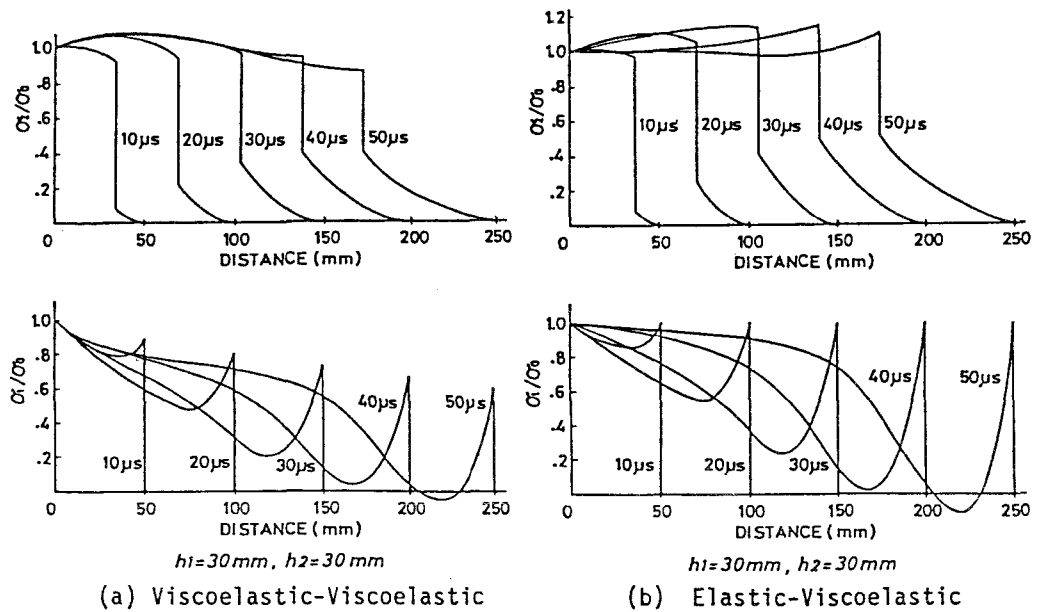 1.0
.8
.6
.4
.2
σ₂/σ₀
10μs 20μs 30μs 40μs 50μs
0 50 100 150 200 250
DISTANCE (mm)
1.2
1.0
.8
.6
.4
.2
σ₂/σ₀
10μs 20μs 30μs 40μs 50μs
0 50 100 150 200 250
DISTANCE (mm)
1.0
.8
.6
.4
.2
σ₁/σ₀
10μs 20μs 30μs 40μs 50μs
0 50 100 150 200 250
DISTANCE (mm)
h1=30mm, h2=30mm
(a) Viscoelastic-Viscoelastic
1.0
.8
.6
.4
.2
σ₁/σ₀
10μs 20μs 30μs 40μs 50μs
0 50 100 150 200 250
DISTANCE (mm)
h1=30mm, h2=30mm
(b) Elastic-Viscoelastic